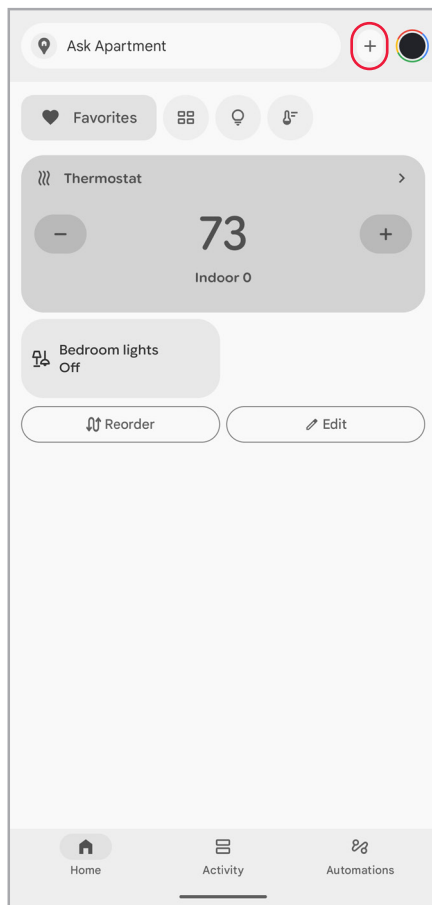 Ask Apartment
+
Favorites
Thermostat
− 73 +
Indoor 0
Bedroom lights
Off
Reorder
Edit
Home
Activity
Automations